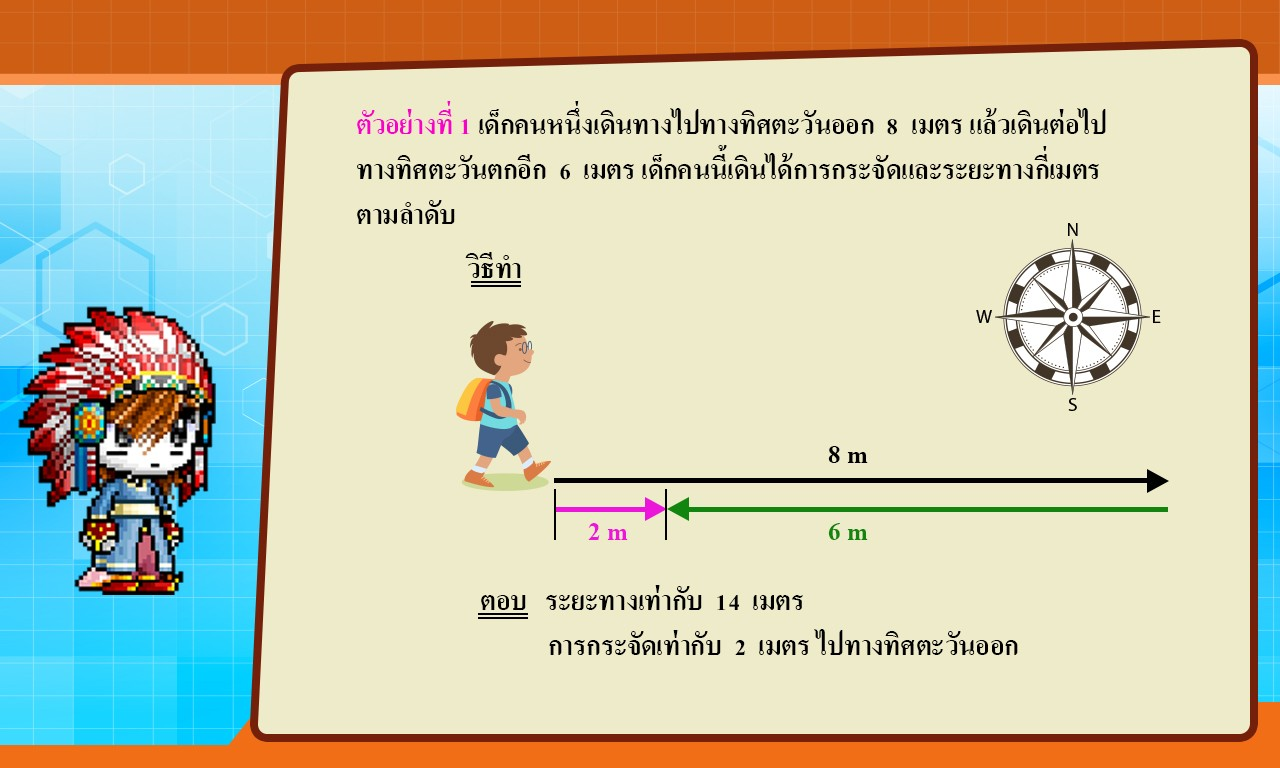 ตัวอย่างที่ 1 เด็กคนหนึ่งเดินทางไปทางทิศตะวันออก 8 เมตร แล้วเดินต่อไป
ทางทิศตะวันตกอีก 6 เมตร เด็กคนนี้เดินได้การกระจัดและระยะทางกี่เมตร
ตามลำดับ
วิธีทำ
N
W
E
S
8 m
2 m
6 m
ตอบ ระยะทางเท่ากับ 14 เมตร
การกระจัดเท่ากับ 2 เมตร ไปทางทิศตะวันออก